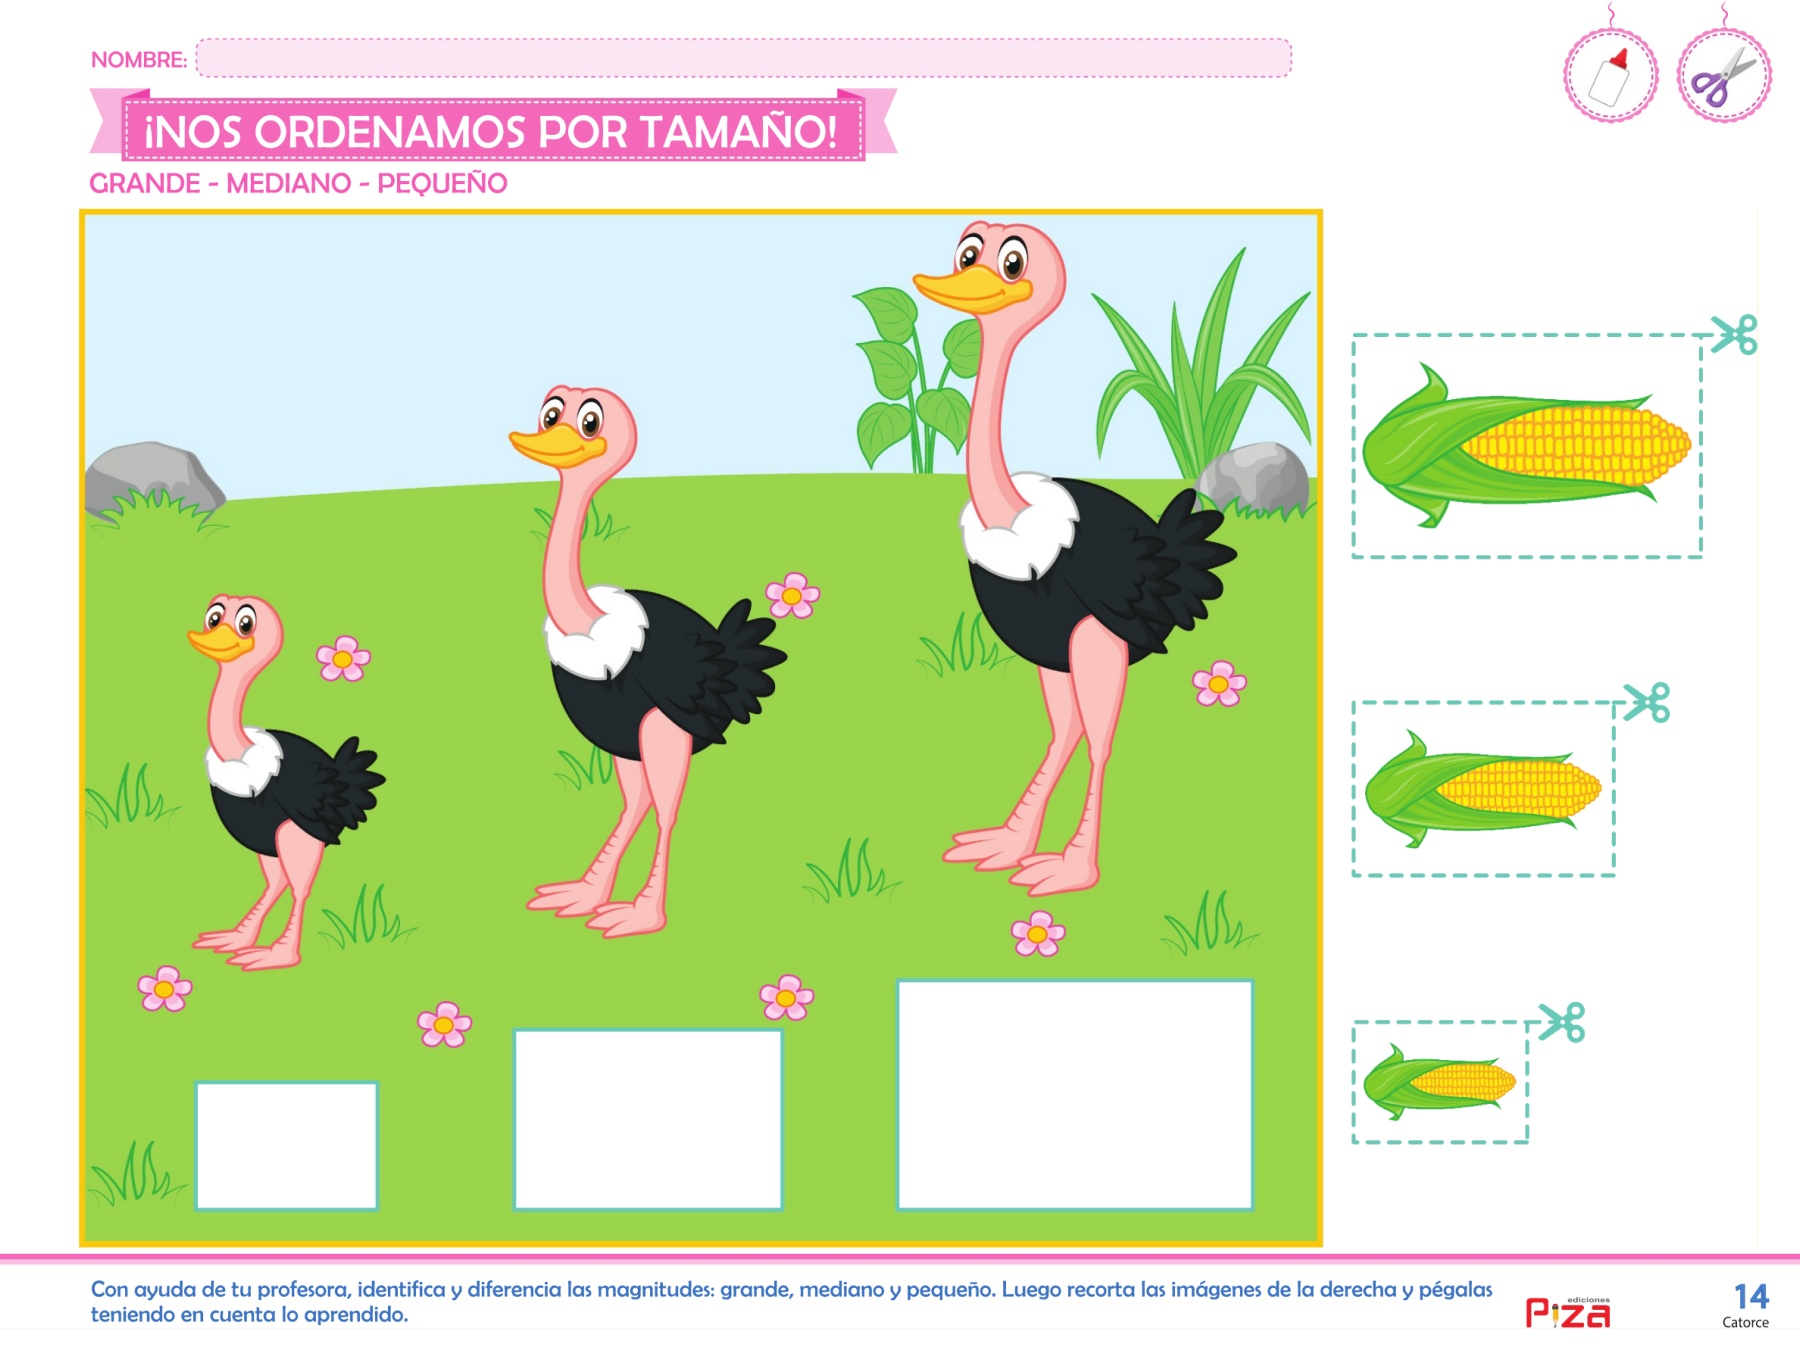 NOMBRE:
¡NOS ORDENAMOS POR TAMAÑO!
GRANDE - MEDIANO - PEQUEÑO
Con ayuda de tu profesora, identifica y diferencia las magnitudes: grande, mediano y pequeño. Luego recorta las imágenes de la derecha y pégalas
teniendo en cuenta lo aprendido.
ediciones
Piza
14
Catorce